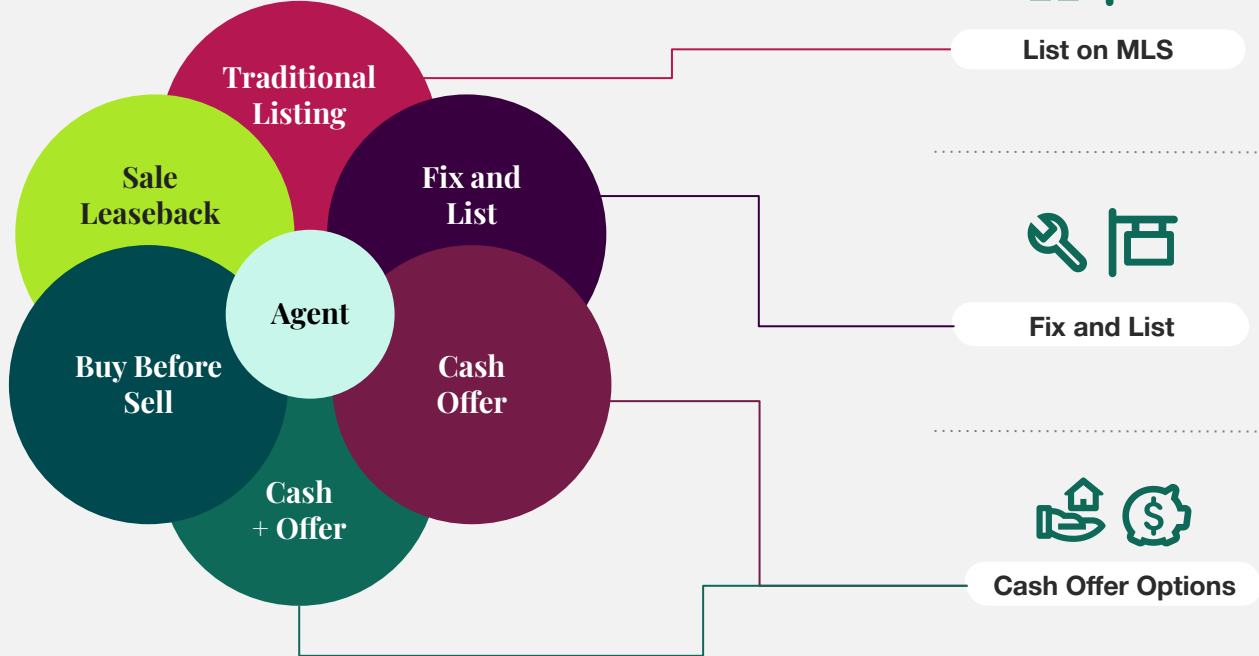 Traditional
Listing
Sale
Leaseback
Fix and
List
Agent
Buy Before
Sell
Cash
Offer
Cash
+ Offer
List on MLS
Fix and List
$
Cash Offer Options